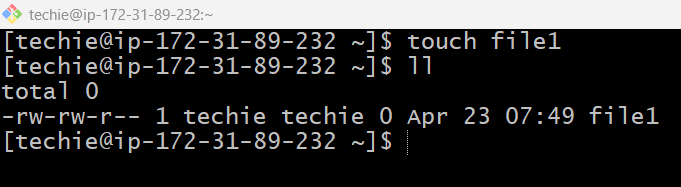 techie@ip-172-31-89-232:~
[techie@ip-172-31-89-232 ~]$ touch file1
[techie@ip-172-31-89-232 ~]$ ll
total 0
-rw-rw-r-- 1 techie techie 0 Apr 23 07:49 file1
[techie@ip-172-31-89-232 ~]$